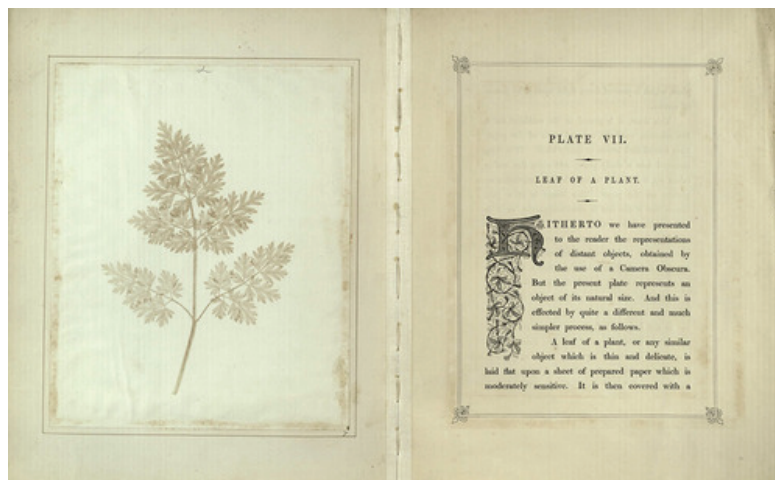 PLATE VII.
LEAF OF A PLANT.
HITHERTO we have presented
to the reader the representations
of distant objects, obtained by
the use of a Camera Obscura.
But the present plate represents an
object of its natural size. And this is
effected by quite a different and much
simpler process, as follows.
A leaf of a plant, or any similar
object which is thin and delicate, is
laid flat upon a sheet of prepared paper which is
moderately sensitive. It is then covered with a